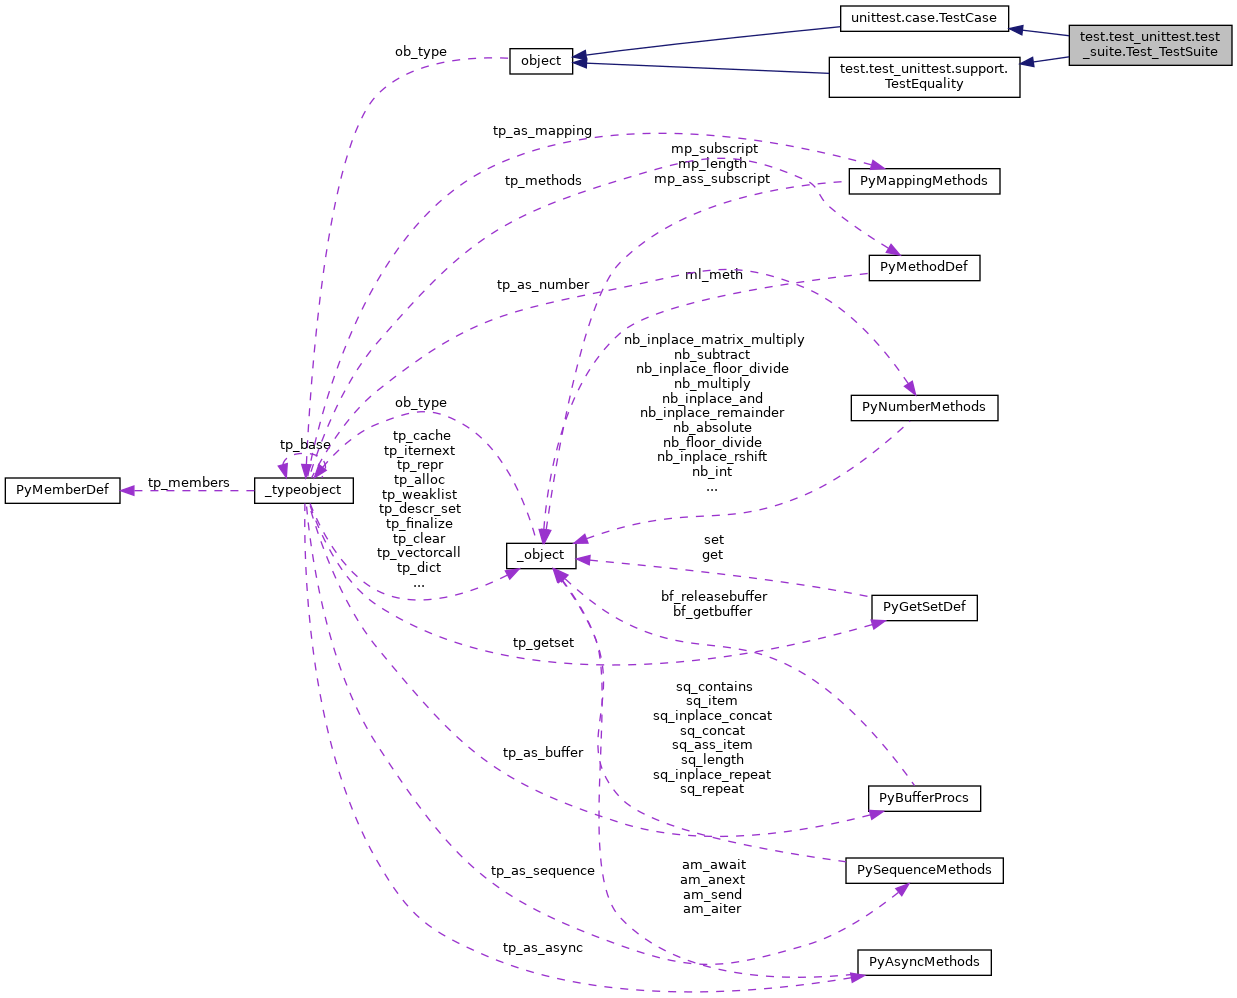 unittest.case.TestCase
test.test_unittest.test
_suite.Test_TestSuite
ob_type
object
test.test_unittest.support.
TestEquality
tp_as_mapping
mp_subscript
mp_length
mp_ass_subscript
tp_methods
PyMappingMethods
PyMethodDef
ml_meth
tp_as_number
nb_inplace_matrix_multiply
nb_subtract
nb_inplace_floor_divide
nb_multiply
nb_inplace_and
nb_inplace_remainder
nb_absolute
nb_floor_divide
nb_inplace_rshift
nb_int
...
PyNumberMethods
ob_type
tp_cache
tp_iternext
tp_repr
tp_alloc
tp_weaklist
tp_descr_set
tp_finalize
tp_clear
tp_vectorcall
tp_dict
...
tp_base
PyMemberDef
tp_members
_typeobject
_object
set
get
bf_releasebuffer
bf_getbuffer
PyGetSetDef
tp_getset
sq_contains
sq_item
sq_inplace_concat
sq_concat
sq_ass_item
sq_length
sq_inplace_repeat
sq_repeat
tp_as_buffer
PyBufferProcs
tp_as_sequence
am_await
am_anext
am_send
am_aiter
PySequenceMethods
tp_as_async
PyAsyncMethods